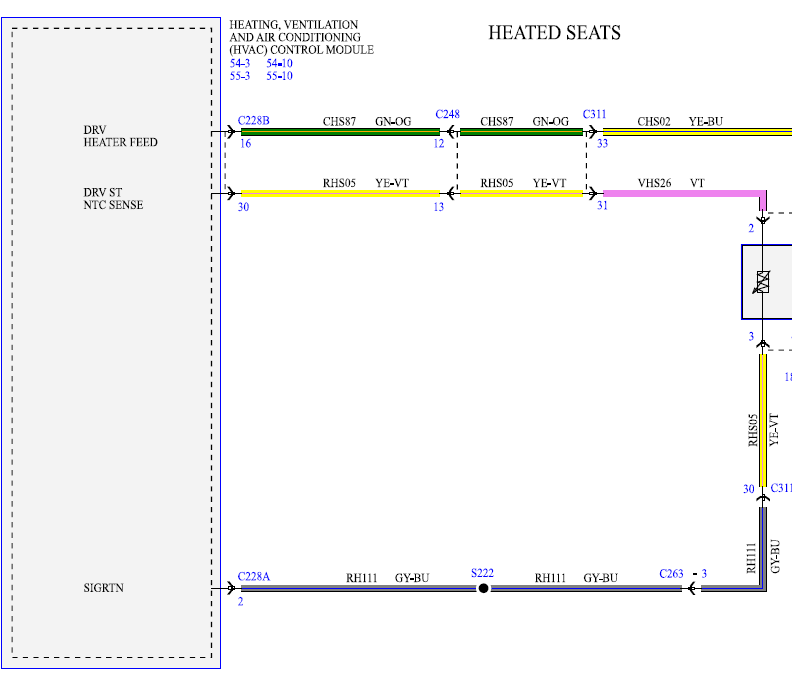 HEATING, VENTILATION
AND AIR CONDITIONING
(HVAC) CONTROL MODULE
54-3 54-10
55-3 55-10
HEATED SEATS
DRV
HEATER FEED
C228B
16
CHS87 GN-OG
C248
12
CHS87 GN-OG
C311
33
CHS02 YE-BU
DRV ST
NTC SENSE
30
RHS05 YE-VT
13
RHS05 YE-VT
31
VHS26 VT
2
3
18
RHS05
YE-VT
30 C311
RH111
GY-BU
SIGRTN
C228A
2
RH111 GY-BU
S222
RH111 GY-BU
C263 - 3